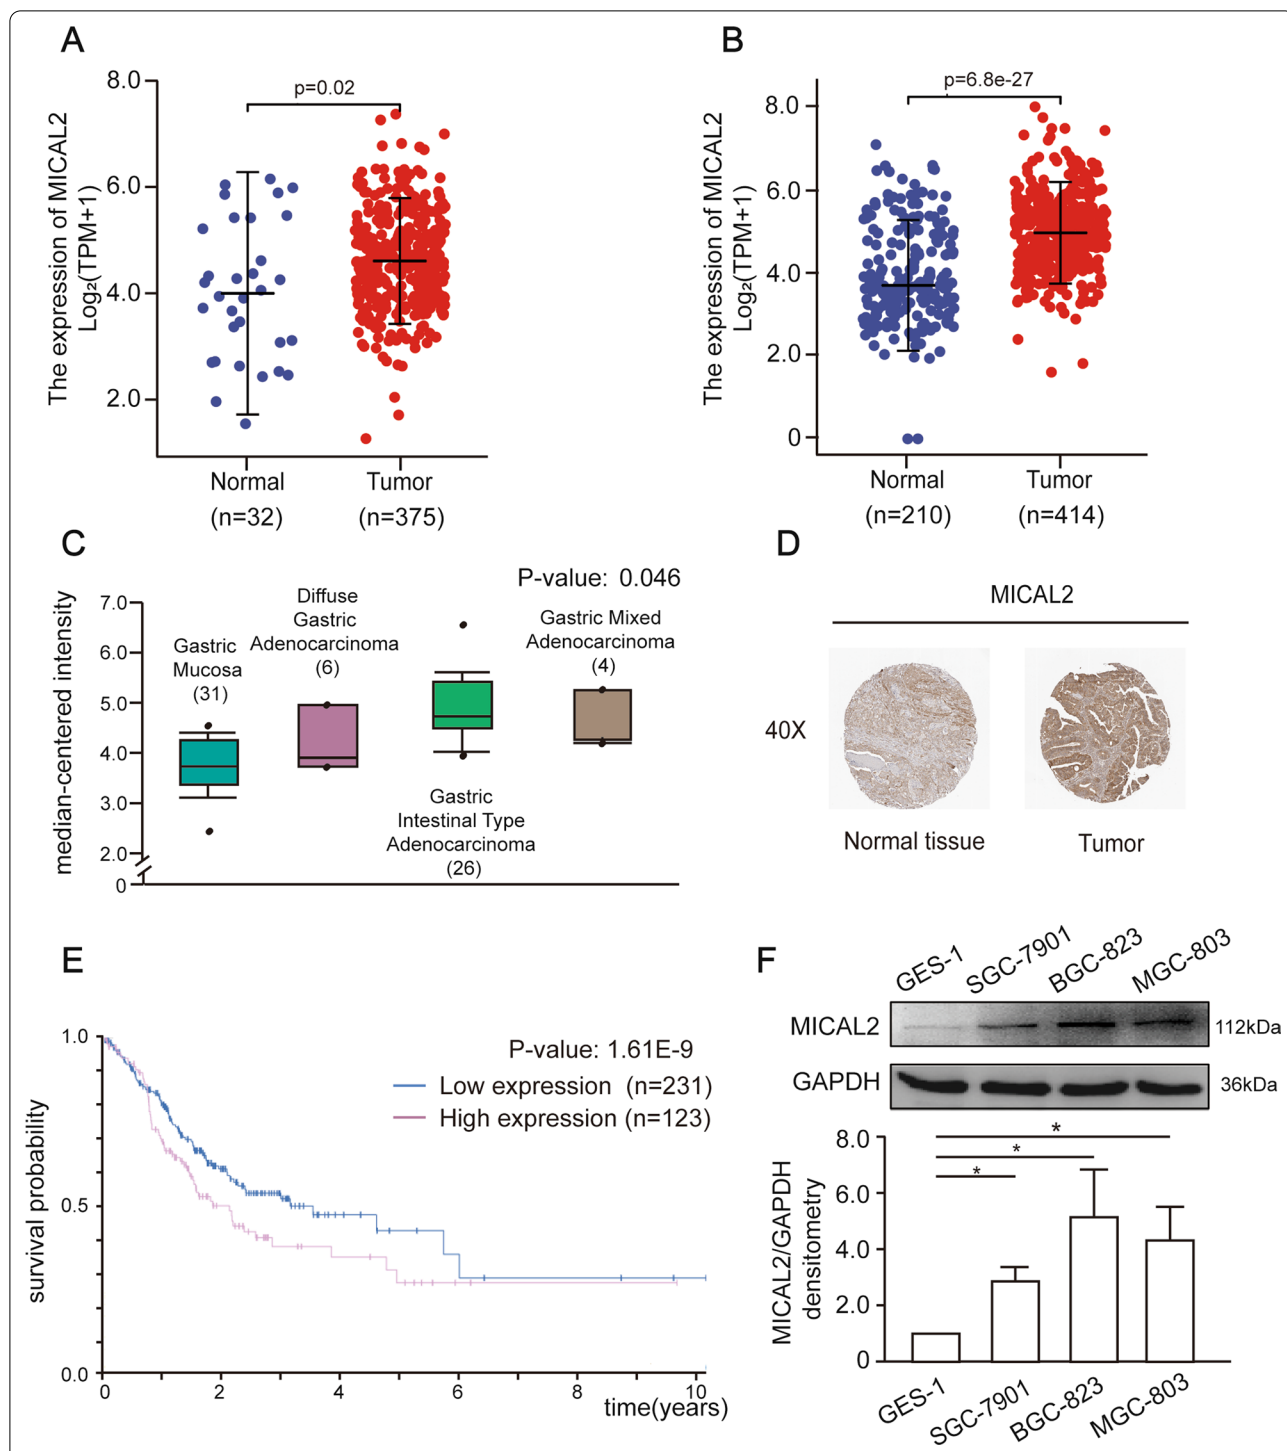 A
The expression of MICAL2
Log₂(TPM+1)
8.0
6.0
4.0
2.0
p=0.02
Normal
(n=32)
Tumor
(n=375)
B
The expression of MICAL2
Log₂(TPM+1)
8.0
6.0
4.0
2.0
0
p=6.8e-27
Normal
(n=210)
Tumor
(n=414)
C
median-centered intensity
7.0
6.0
5.0
4.0
3.0
2.0
0
P-value: 0.046
Gastric
Mucosa
(31)
Diffuse
Gastric
Adenocarcinoma
(6)
Gastric
Intestinal Type
Adenocarcinoma
(26)
Gastric Mixed
Adenocarcinoma
(4)
D
MICAL2
40X
Normal tissue
Tumor
E
survival probability
1.0
0.5
0.0
P-value: 1.61E-9
Low expression (n=231)
High expression (n=123)
0
2
4
6
8
10
time(years)
F
GES-1
SGC-7901
BGC-823
MGC-803
MICAL2
112kDa
GAPDH
36kDa
MICAL2/GAPDH
densitometry
8.0
6.0
4.0
2.0
0
*
*
*
GES-1
SGC-7901
BGC-823
MGC-803